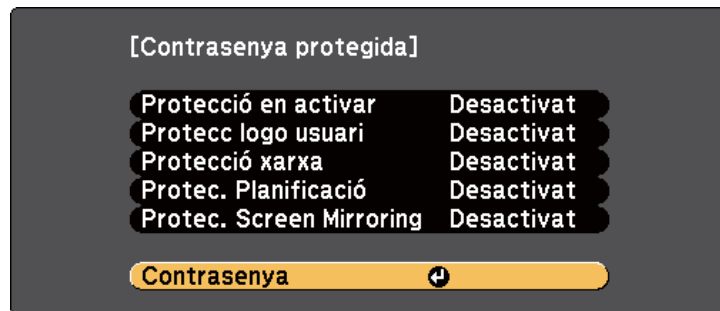 [Contrasenya protegida]
Protecció en activar Desactivat
Protecc logo usuari Desactivat
Protecció xarxa Desactivat
Protec. Planificació Desactivat
Protec. Screen Mirroring Desactivat
Contrasenya